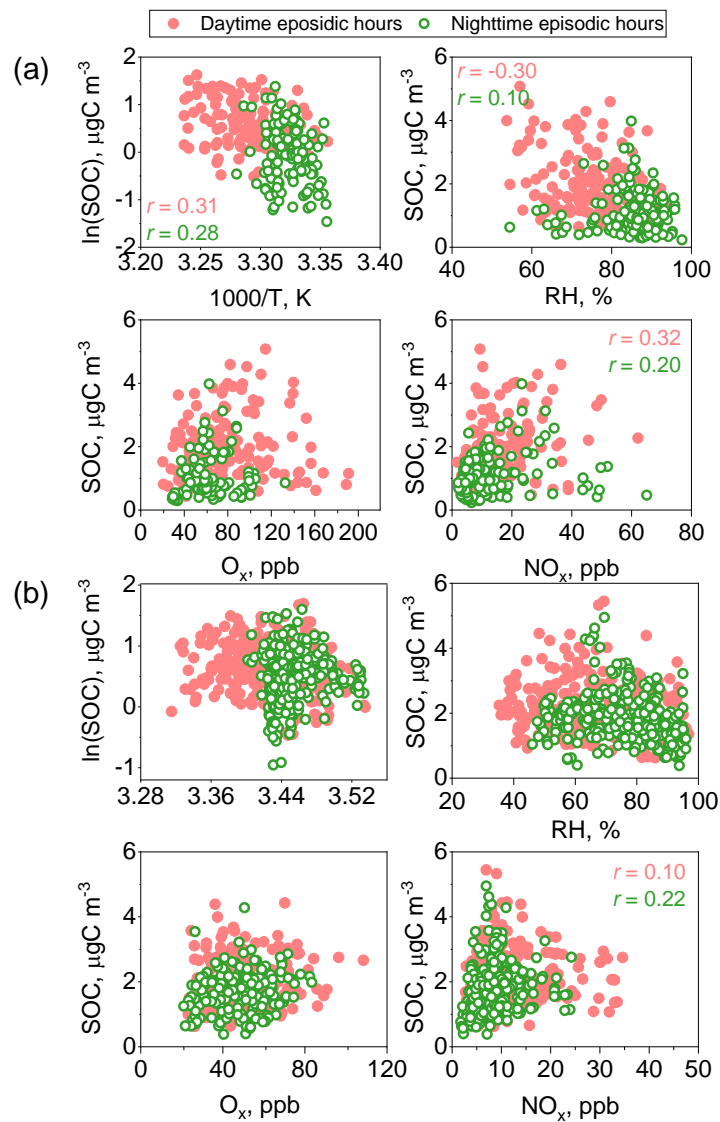 Daytime eposidic hours Nighttime episodic hours
(a)
ln(SOC), µgC m-3
2
1
0
-1
-2
r = 0.31
r = 0.28
3.20 3.25 3.30 3.35 3.40
1000/T, K
SOC, µgC m-3
6
4
2
0
r = -0.30
r = 0.10
40 60 80 100
RH, %
SOC, µgC m-3
6
4
2
0
0 40 80 120 160 200
Ox, ppb
SOC, µgC m-3
6
4
2
0
r = 0.32
r = 0.20
0 20 40 60 80
NOx, ppb
(b)
ln(SOC), µgC m-3
2
1
0
-1
3.28 3.36 3.44 3.52
SOC, µgC m-3
6
4
2
0
20 40 60 80 100
RH, %
SOC, µgC m-3
6
4
2
0
0 40 80 120
Ox, ppb
SOC, µgC m-3
6
4
2
0
r = 0.10
r = 0.22
0 10 20 30 40 50
NOx, ppb